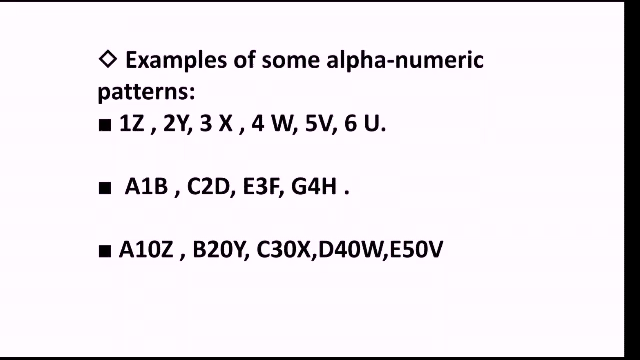 ◇ Examples of some alpha-numeric
patterns:
■ 1Z , 2Y, 3 X , 4 W, 5V, 6 U.
■ A1B , C2D, E3F, G4H .
■ A10Z , B20Y, C30X,D40W,E50V